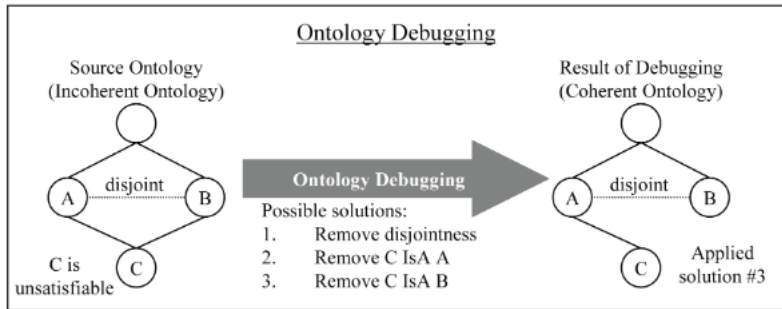 Ontology Debugging
Source Ontology
(Incoherent Ontology)
A
disjoint
B
C
C is
unsatisfiable
Ontology Debugging
Possible solutions:
1. Remove disjointness
2. Remove C IsA A
3. Remove C IsA B
Result of Debugging
(Coherent Ontology)
A
disjoint
B
C
Applied
solution #3